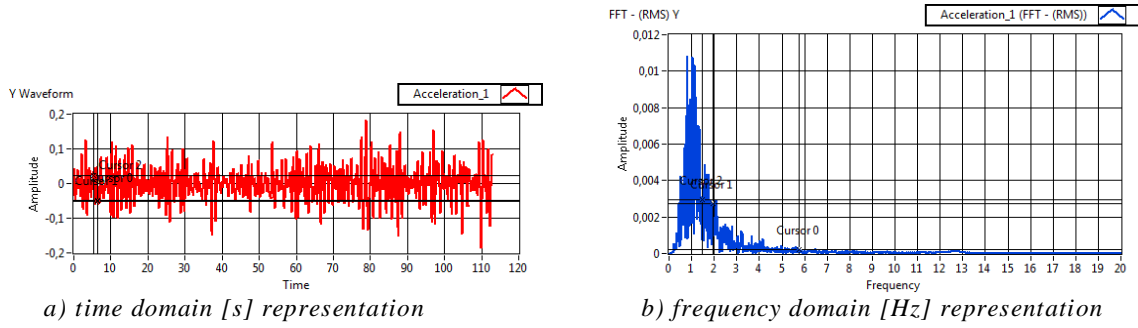 Y Waveform
Acceleration_1
0,2
0,1
0
-0,1
-0,2
Amplitude
Cursor 2
Cursor 0
Cursor 1
0 10 20 30 40 50 60 70 80 90 100 110 120
Time
a) time domain [s] representation
FFT - (RMS) Y
Acceleration_1 (FFT - (RMS))
0,012
0,01
0,008
0,006
0,004
0,002
0
Amplitude
Cursor 2
Cursor 1
Cursor 0
0 1 2 3 4 5 6 7 8 9 10 11 12 13 14 15 16 17 18 19 20
Frequency
b) frequency domain [Hz] representation